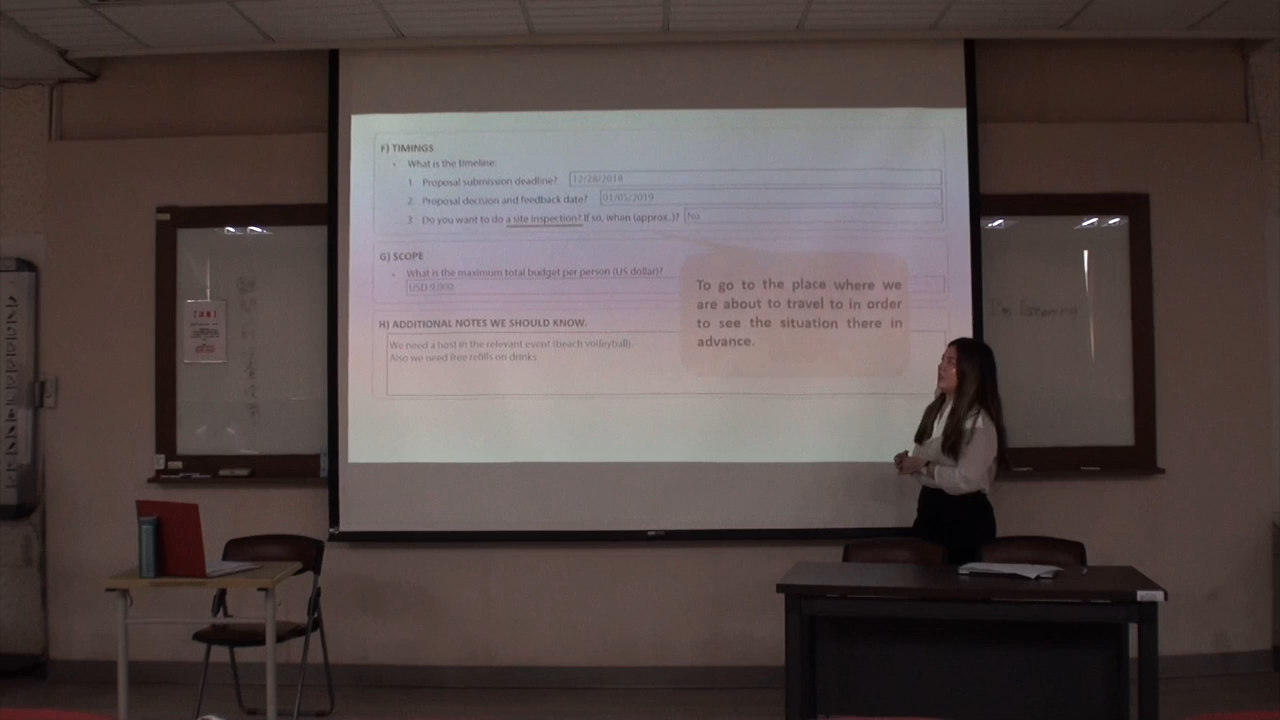 F) TIMINGS
• What is the timeline:
1. Proposal submission deadline? 12/28/2018
2. Proposal decision and feedback date? 01/05/2019
3. Do you want to do a site inspection? If so, when (approx.)? No
G) SCOPE
• What is the maximum total budget per person (US dollar)?
USD 9,000
To go to the place where we
are about to travel to in order
to see the situation there in
advance.
H) ADDITIONAL NOTES WE SHOULD KNOW.
We need a host in the relevant event (beach volleyball).
Also we need free refills on drinks
I'm listening